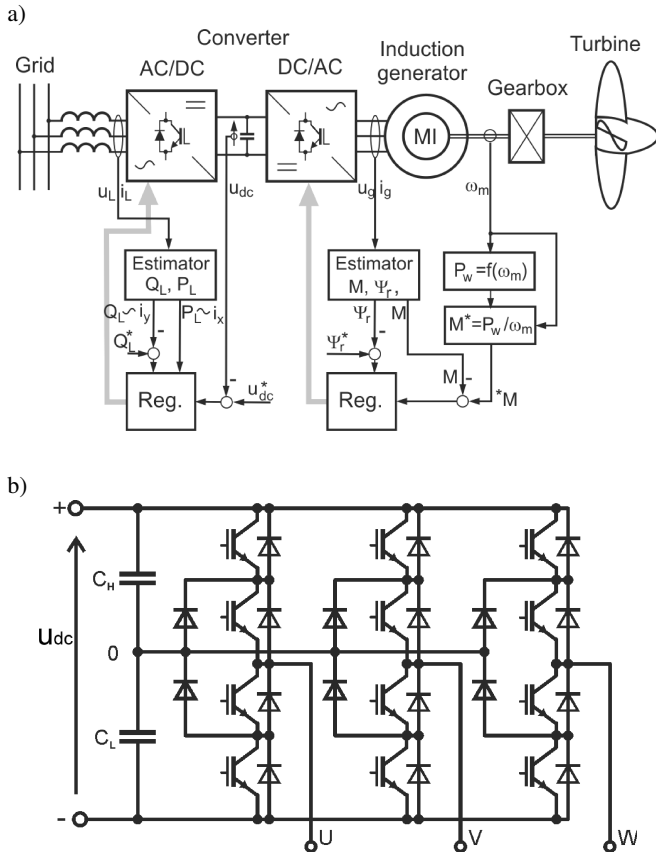 a)
Converter
Turbine
Grid
AC/DC
DC/AC
Induction
generator
Gearbox
MI
u_L i_L
u_dc
u_g i_g
ω_m
Estimator
Q_L, P_L
Estimator
M, Ψ_r,
P_w=f(ω_m)
M*=P_w/ω_m
Q_L~i_y
P_L~i_x
Ψ_r
M
-
-
Q_L*
Ψ_r*
-
M -
*M
Reg.
u_dc*
Reg.
b)
+
C_H
u_dc
0
C_L
-
U
V
W